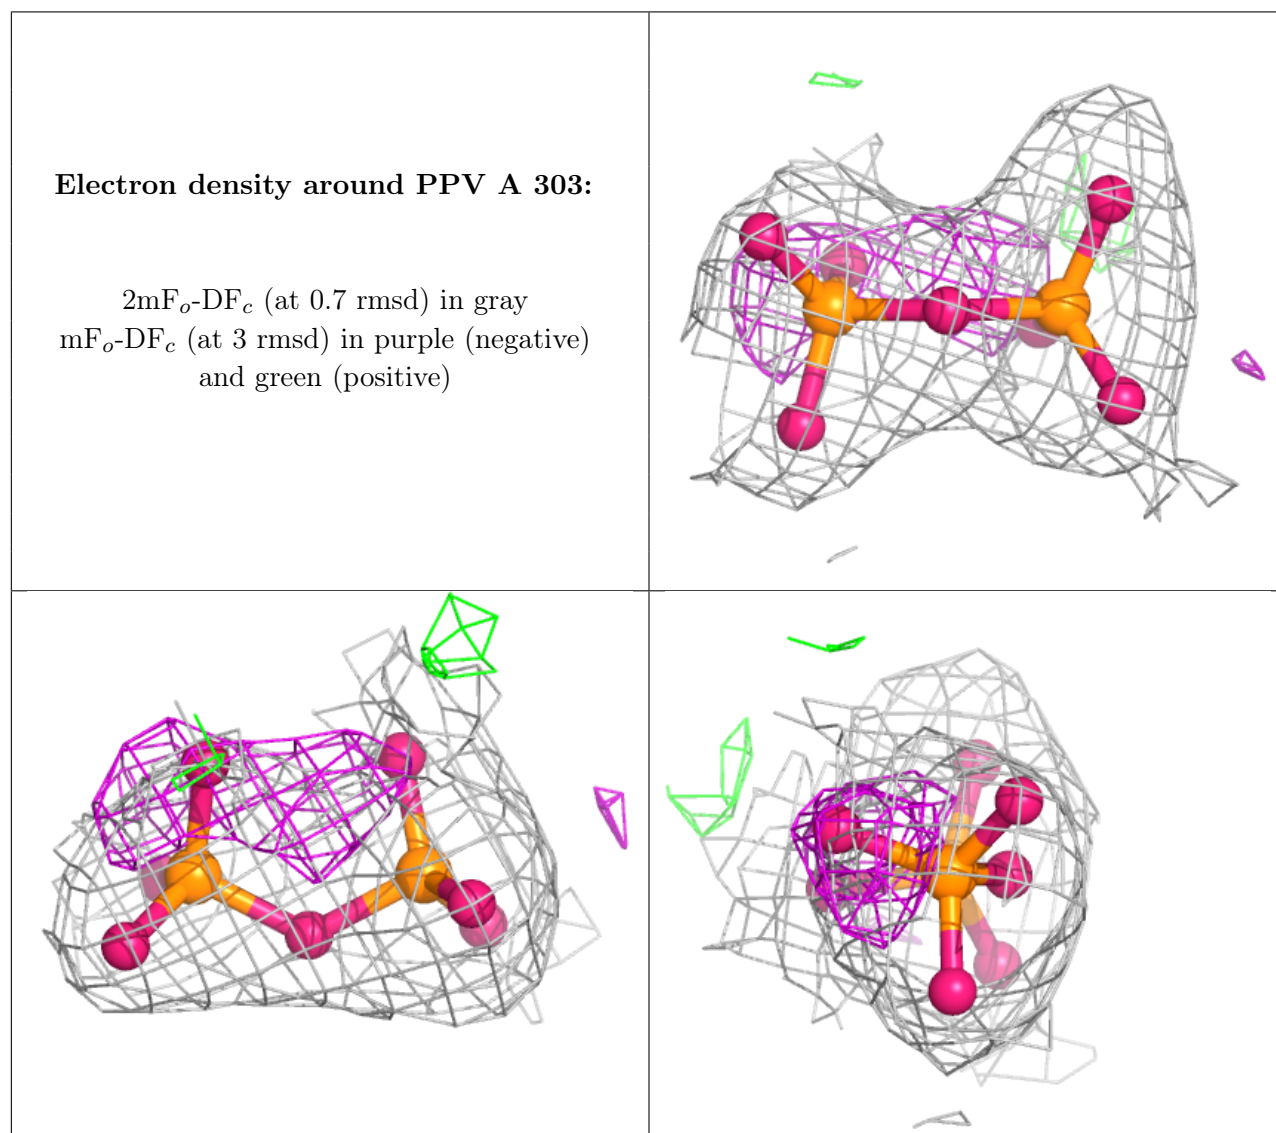 Electron density around PPV A 303:
2mFo-DFc (at 0.7 rmsd) in gray
mFo-DFc (at 3 rmsd) in purple (negative)
and green (positive)